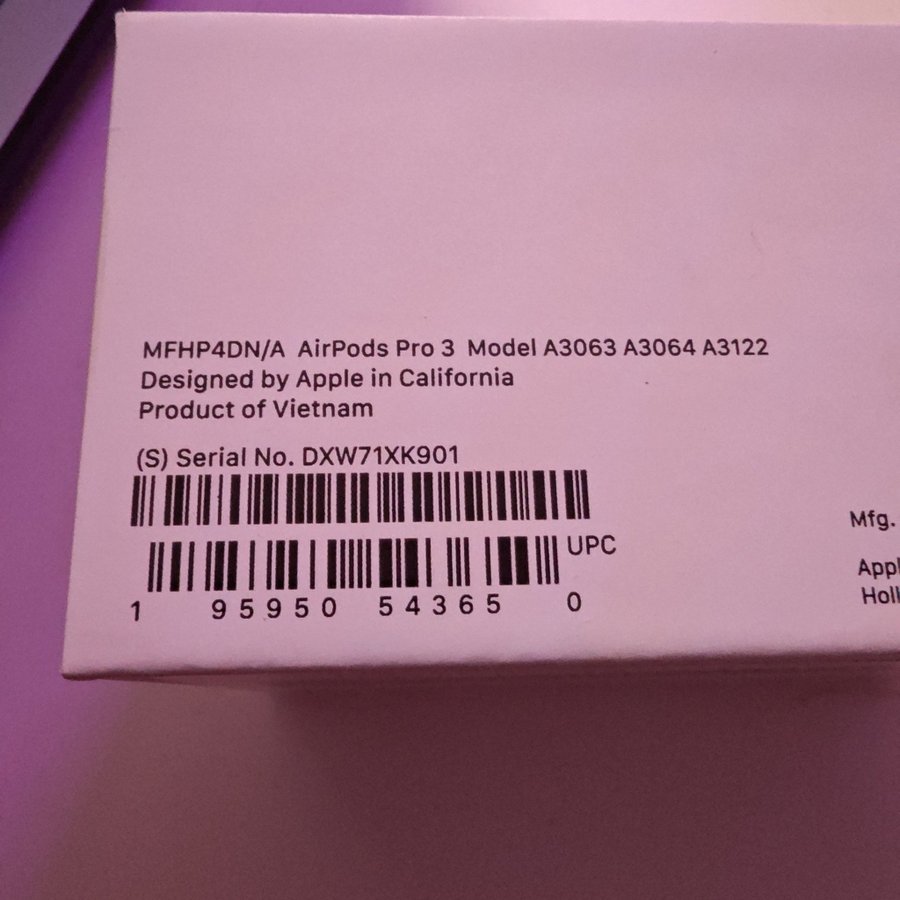 MFHP4DN/A AirPods Pro 3 Model A3063 A3064 A3122
Designed by Apple in California
Product of Vietnam
(S) Serial No. DXW71XK901
UPC
1 95950 54365 0
Mfg.
Appl
Holl